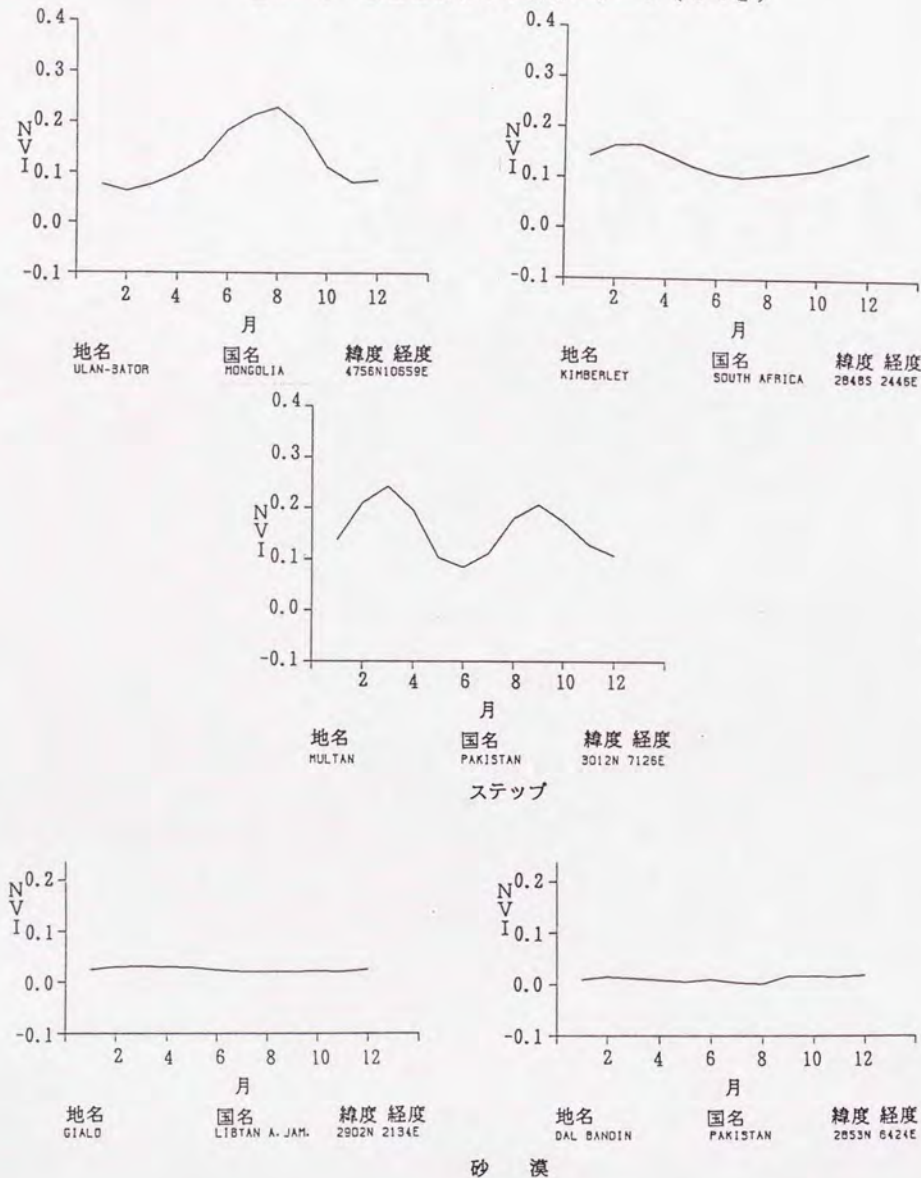 0.4
0.3
0.2
0.1
0.0
-0.1
NVI
2 4 6 8 10 12
月
地名 国名 緯度 経度
ULAN-BATOR MONGOLIA 4756N10659E
0.4
0.3
0.2
0.1
0.0
-0.1
NVI
2 4 6 8 10 12
月
地名 国名 緯度 経度
KIMBERLEY SOUTH AFRICA 2848S 2446E
0.4
0.3
0.2
0.1
0.0
-0.1
NVI
2 4 6 8 10 12
月
地名 国名 緯度 経度
MULTAN PAKISTAN 3012N 7126E
ステップ
0.2
0.1
0.0
-0.1
NVI
2 4 6 8 10 12
月
地名 国名 緯度 経度
GIALO LIBTAN A. JAM. 2902N 2134E
0.2
0.1
0.0
-0.1
NVI
2 4 6 8 10 12
月
地名 国名 緯度 経度
DAL BANDIN PAKISTAN 2853N 6424E
砂 漠